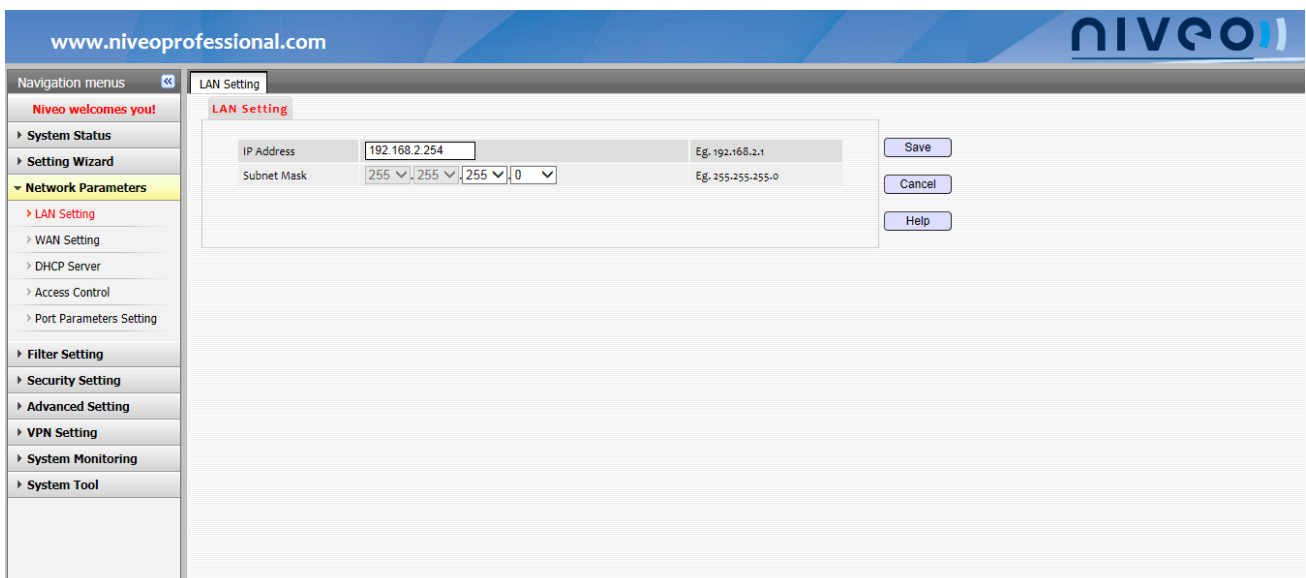 www.niveoprofessional.com
niveo
Navigation menus
LAN Setting
Niveo welcomes you!
System Status
Setting Wizard
Network Parameters
LAN Setting
WAN Setting
DHCP Server
Access Control
Port Parameters Setting
Filter Setting
Security Setting
Advanced Setting
VPN Setting
System Monitoring
System Tool
LAN Setting
IP Address 192.168.2.254 Eg. 192.168.2.1
Subnet Mask 255 . 255 . 255 . 0 Eg. 255.255.255.0
Save
Cancel
Help